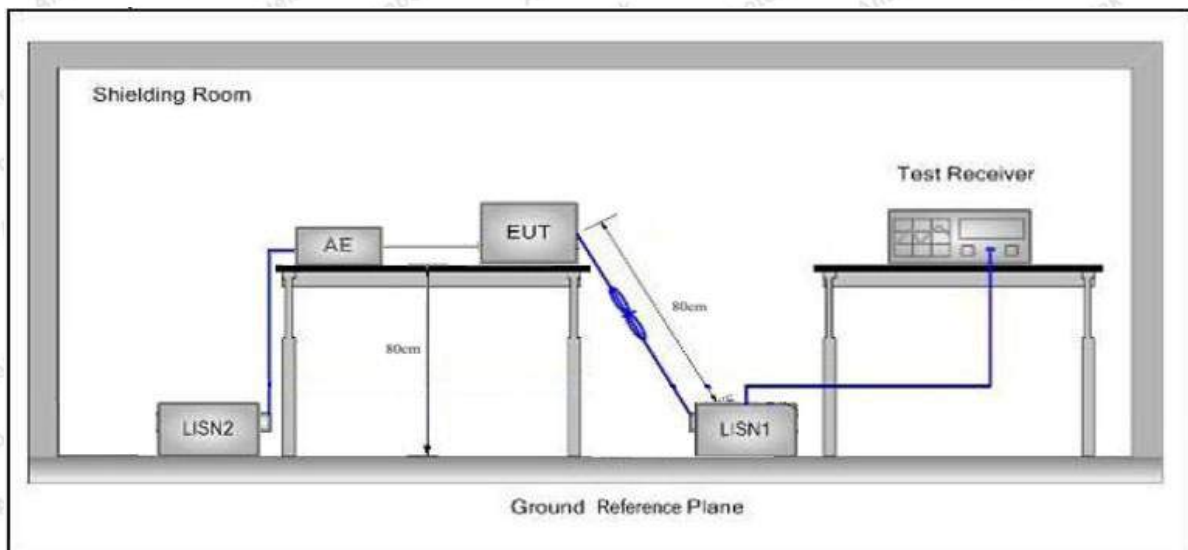 Shielding Room
Test Receiver
AE
EUT
80cm
80cm
LISN2
LISN1
Ground Reference Plane